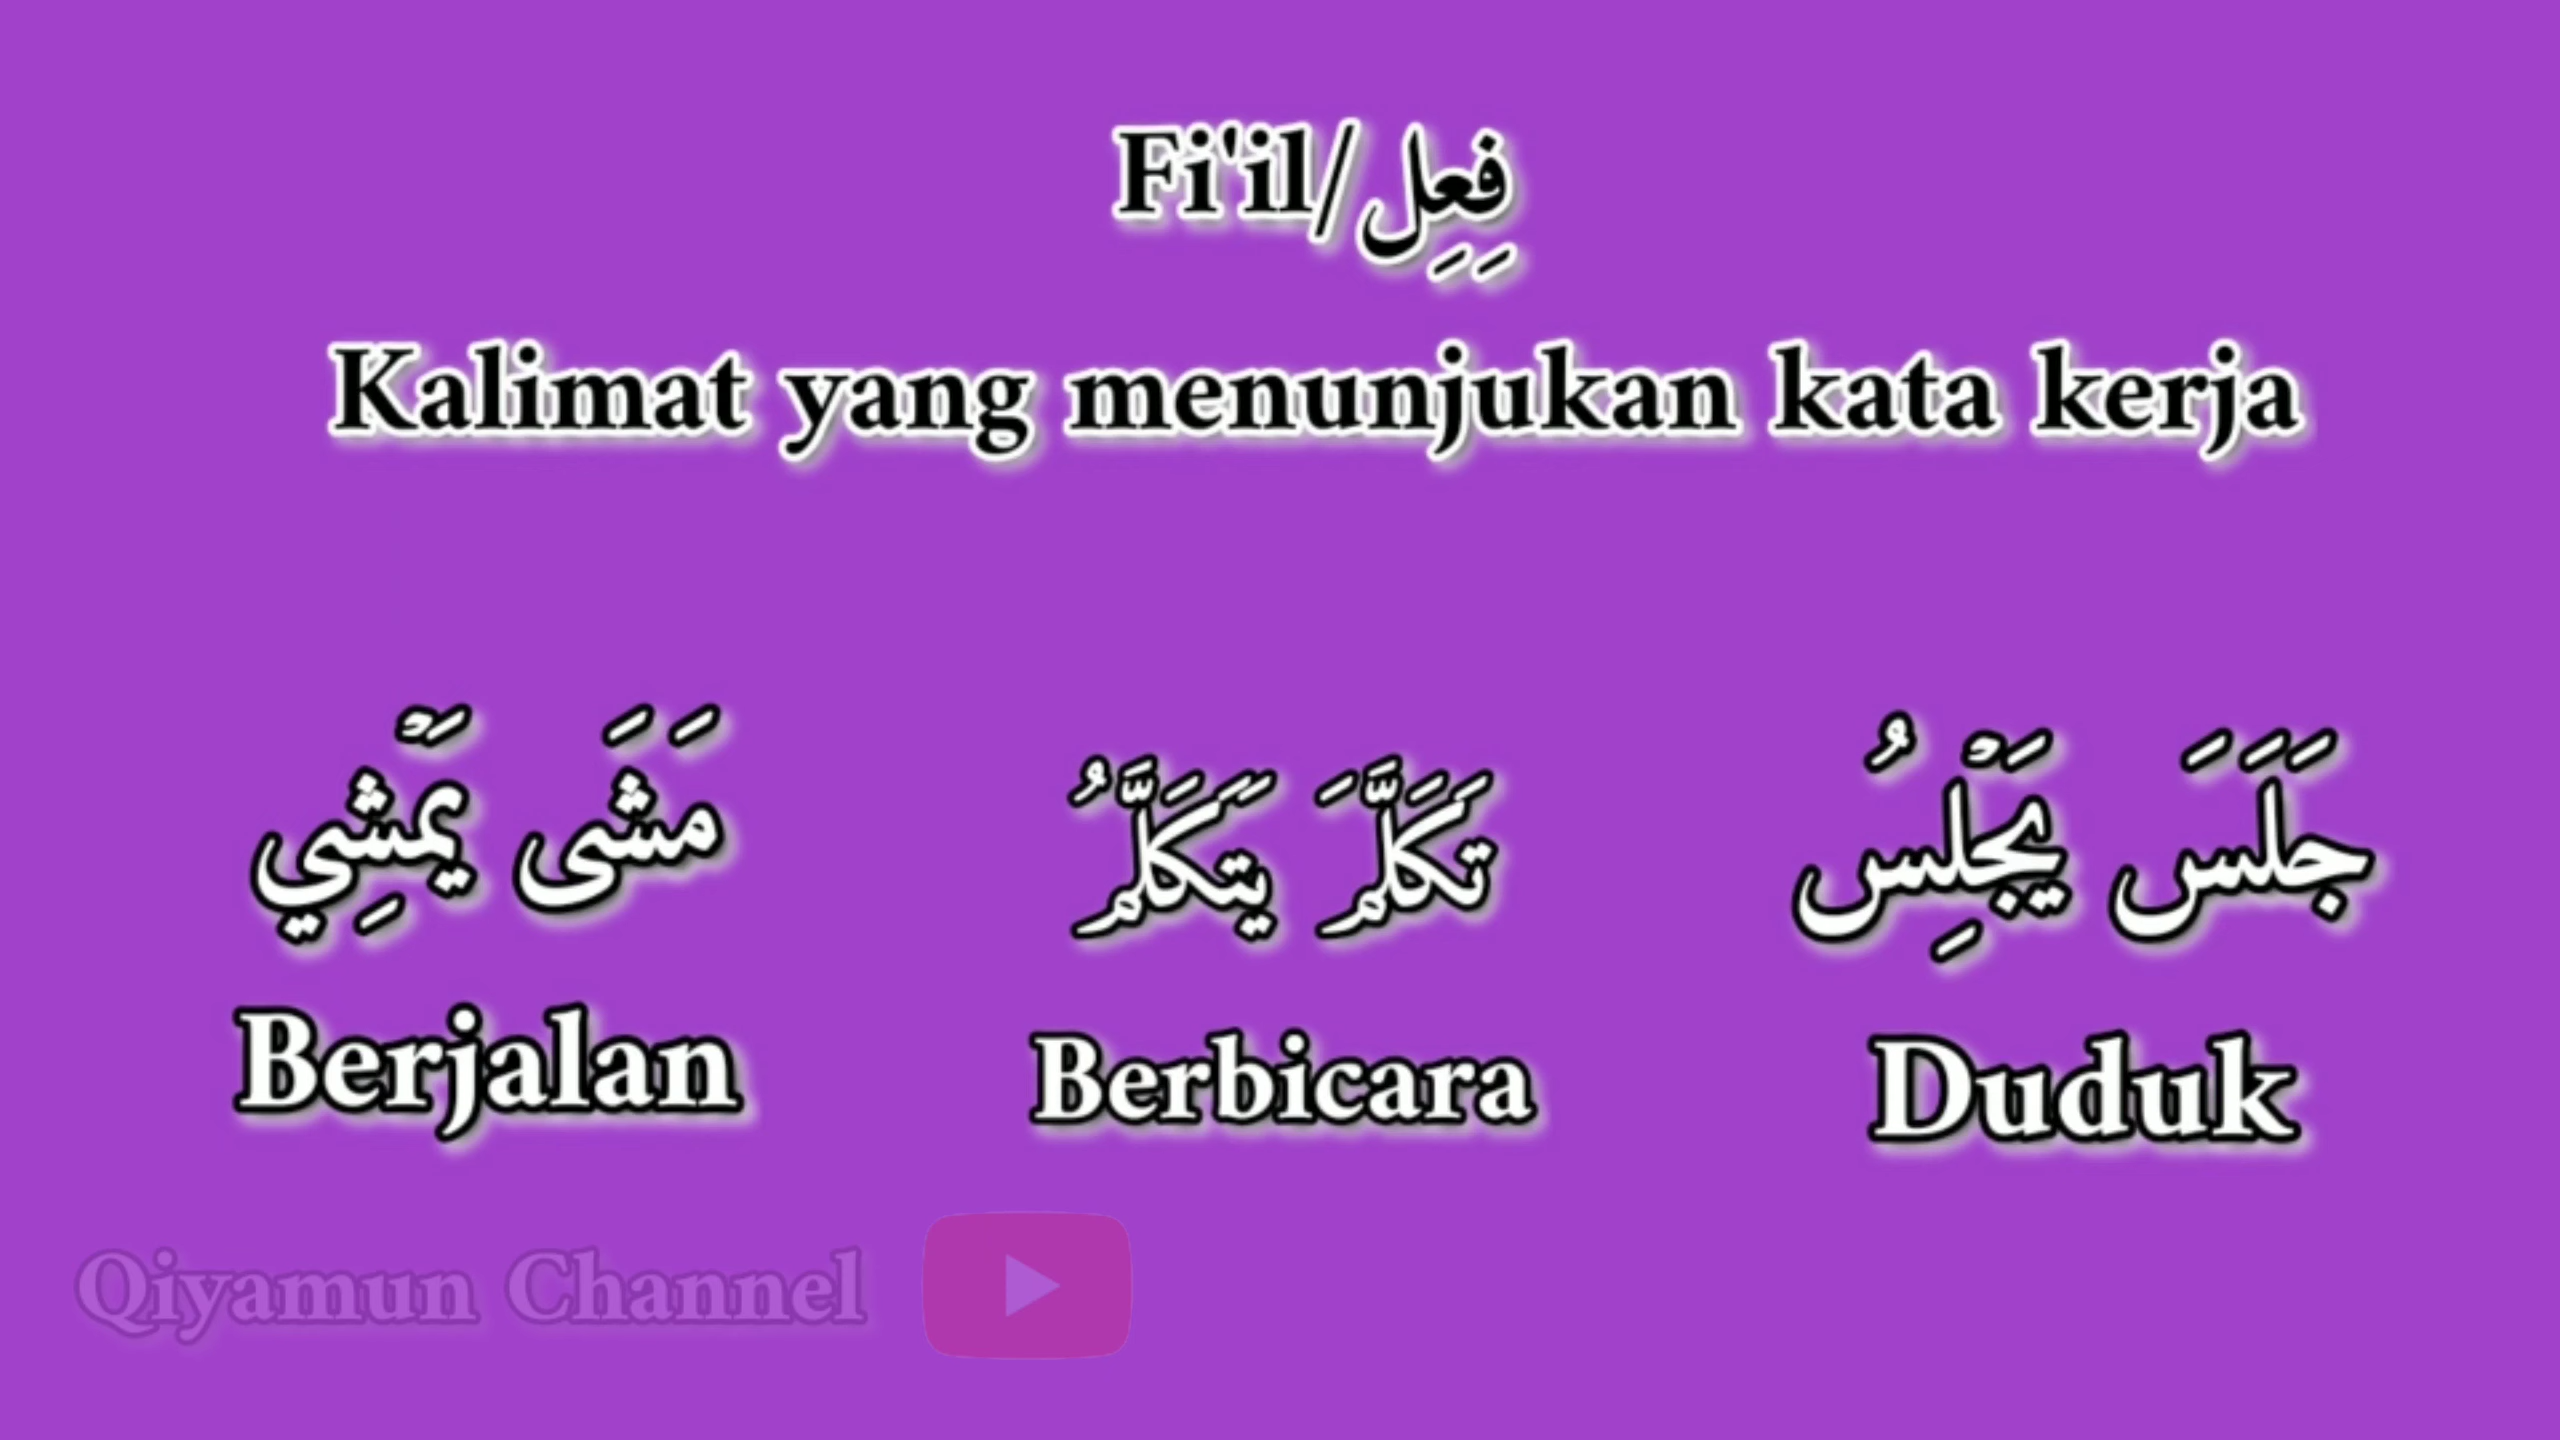 Fi'il/فِعِل
Kalimat yang menunjukan kata kerja
مَشَى يَمْشِي
تَكَلَّمَ يَتَكَلَّمُ
جَلَسَ يَجْلِسُ
Berjalan
Berbicara
Duduk
Qiyamun Channel